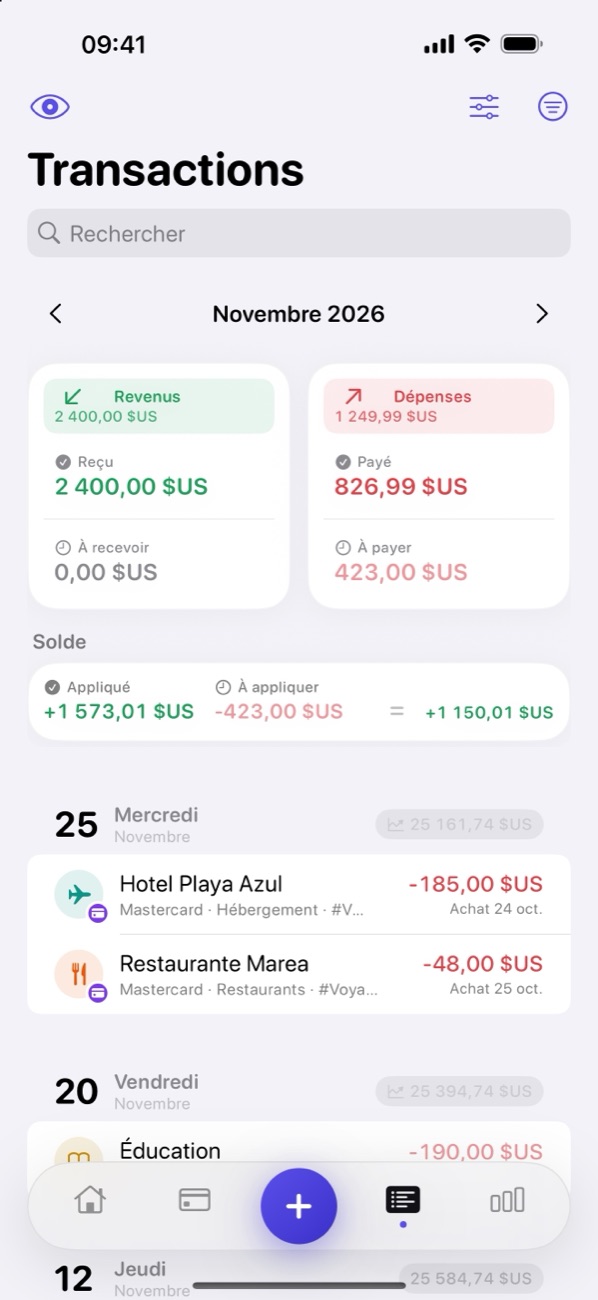 09:41
Transactions
Rechercher
Novembre 2026
Revenus
2 400,00 $US
Reçu
2 400,00 $US
À recevoir
0,00 $US
Dépenses
1 249,99 $US
Payé
826,99 $US
À payer
423,00 $US
Solde
Appliqué
+1 573,01 $US
À appliquer
-423,00 $US
=
+1 150,01 $US
25 Mercredi
Novembre
25 161,74 $US
Hotel Playa Azul -185,00 $US
Mastercard · Hébergement · #V... Achat 24 oct.
Restaurante Marea -48,00 $US
Mastercard · Restaurants · #Voya... Achat 25 oct.
20 Vendredi
Novembre
25 394,74 $US
Éducation -190,00 $US
12 Jeudi
Novembre
25 584,74 $US